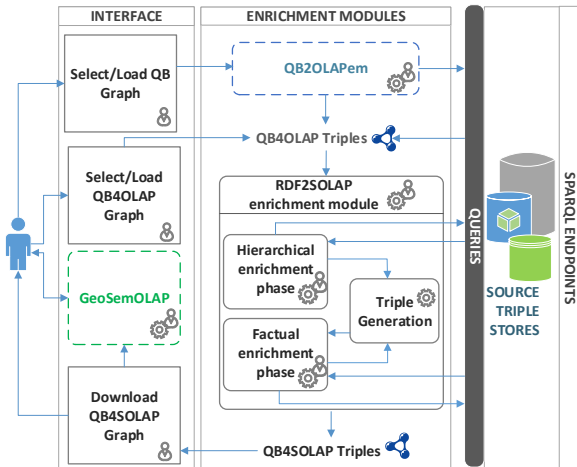 INTERFACE
ENRICHMENT MODULES
Select/Load QB
Graph
QB2OLAPem
QB4OLAP Triples
Select/Load
QB4OLAP
Graph
RDF2SOLAP
enrichment module
Hierarchical
enrichment
phase
Triple
Generation
GeoSemOLAP
Factual
enrichment
phase
Download
QB4SOLAP
Graph
QB4SOLAP Triples
QUERIES
SOURCE
TRIPLE
STORES
SPARQL ENDPOINTS